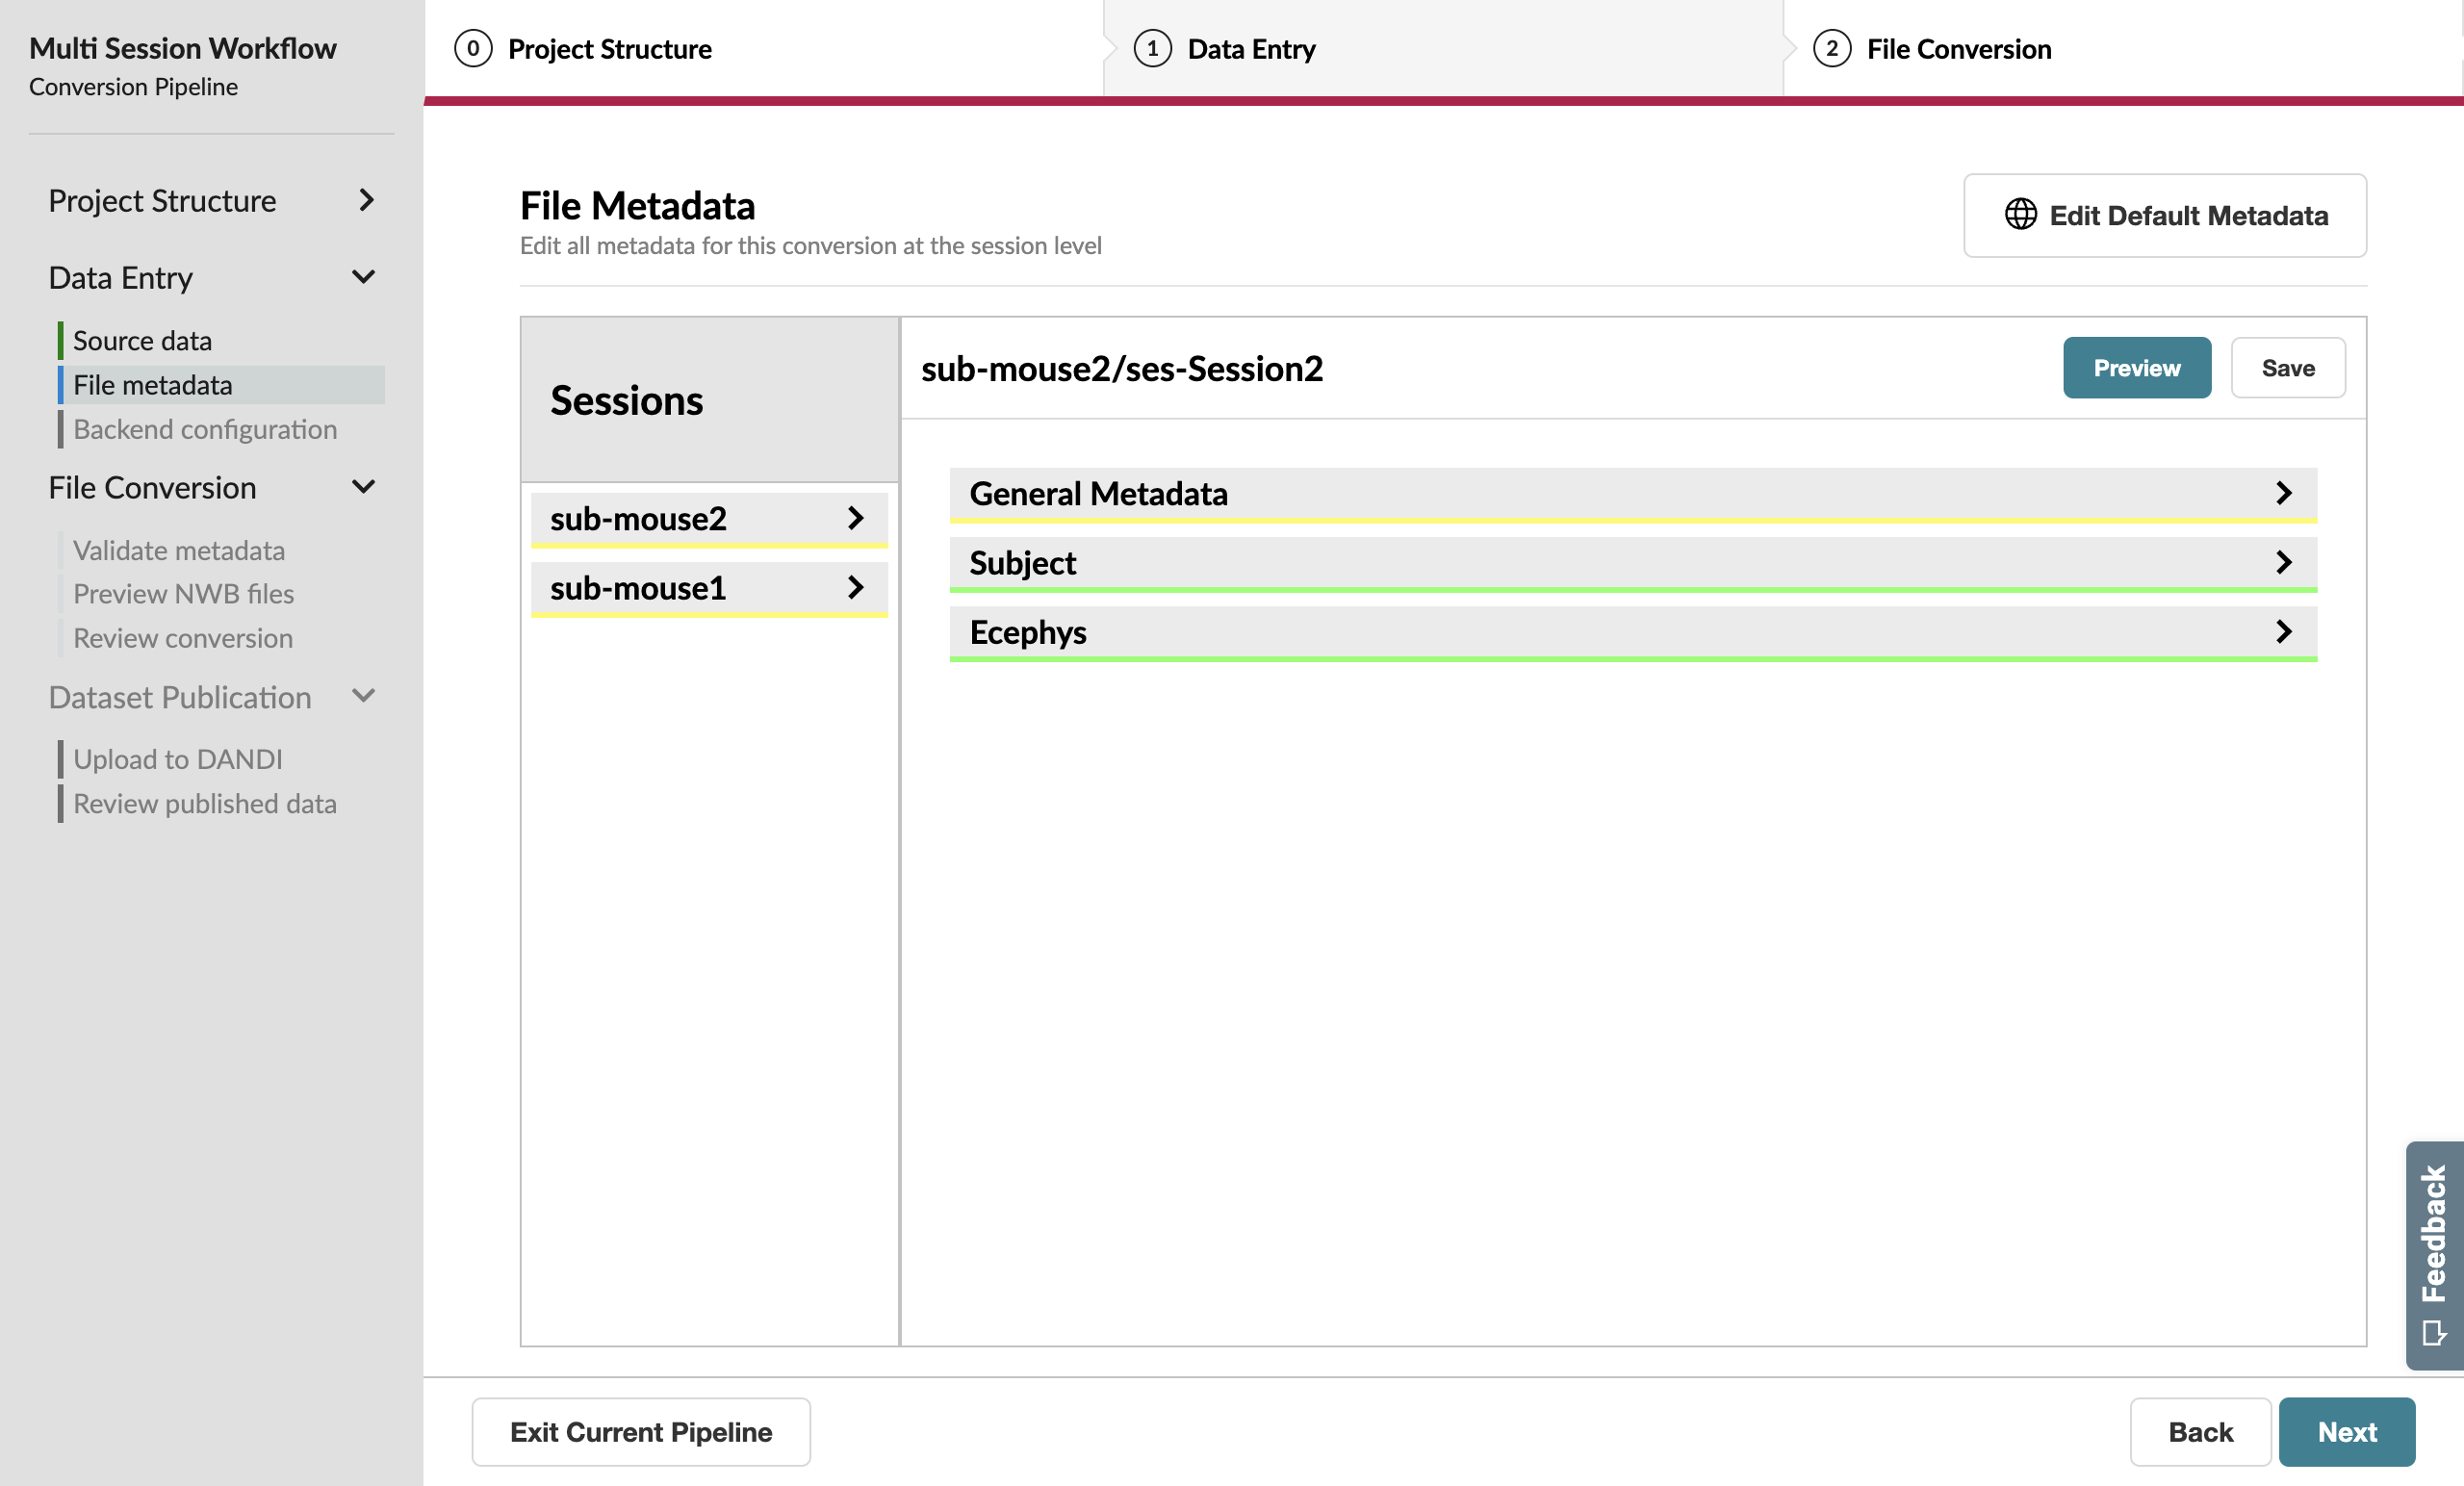 Multi Session Workflow
Conversion Pipeline
Project Structure
Data Entry
Source data
File metadata
Backend configuration
File Conversion
Validate metadata
Preview NWB files
Review conversion
Dataset Publication
Upload to DANDI
Review published data
0 Project Structure
1 Data Entry
2 File Conversion
File Metadata
Edit all metadata for this conversion at the session level
Edit Default Metadata
Sessions
sub-mouse2
sub-mouse1
sub-mouse2/ses-Session2
Preview
Save
General Metadata
Subject
Ecephys
Feedback
Exit Current Pipeline
Back
Next